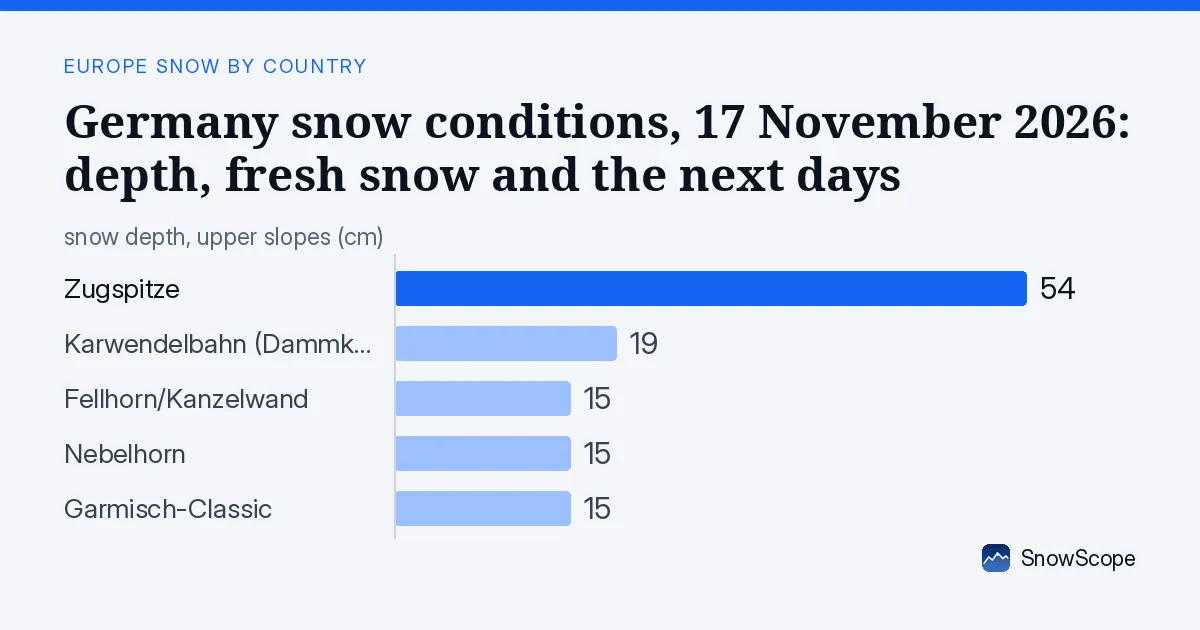 EUROPE SNOW BY COUNTRY
Germany snow conditions, 17 November 2026:
depth, fresh snow and the next days
snow depth, upper slopes (cm)
Zugspitze 54
Karwendelbahn (Dammk... 19
Fellhorn/Kanzelwand 15
Nebelhorn 15
Garmisch-Classic 15
SnowScope